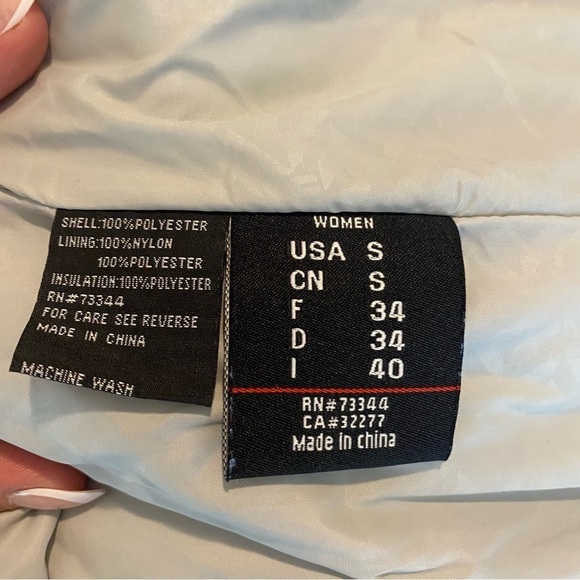 SHELL:100%POLYESTER
LINING:100%NYLON
100%POLYESTER
INSULATION:100%POLYESTER
RN#73344
FOR CARE SEE REVERSE
MADE IN CHINA
MACHINE WASH
WOMEN
USA S
CN S
F 34
D 34
I 40
RN#73344
CA#32277
Made in china